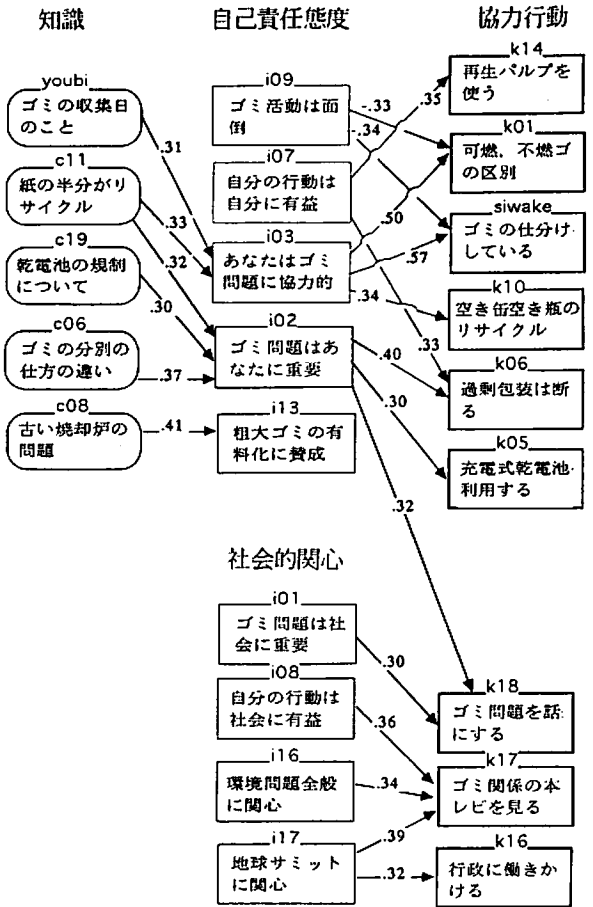 知識
自己責任態度
協力行動
youbi
ゴミの収集日
のこと
c11
紙の半分がリ
サイクル
c19
乾電池の規制
について
c06
ゴミの分別の
仕方の違い
c08
古い焼却炉の
問題
.31
.33
.32
.30
.37
.41
i09
ゴミ活動は面
倒
i07
自分の行動は
自分に有益
i03
あなたはゴミ
問題に協力的
i02
ゴミ問題はあ
なたに重要
i13
粗大ゴミの有
料化に賛成
-.33
.35
-.34
.50
.57
.34
.33
.40
.30
.32
k14
再生パルプを
使う
k01
可燃，不燃ゴ
の区別
siwake
ゴミの仕分け
している
k10
空き缶空き瓶の
リサイクル
k06
過剰包装は断
る
k05
充電式乾電池
利用する
社会的関心
i01
ゴミ問題は社
会に重要
i08
自分の行動は
社会に有益
i16
環境問題全般
に関心
i17
地球サミット
に関心
.30
.36
.34
.39
.32
k18
ゴミ問題を話
にする
k17
ゴミ関係の本
レビを見る
k16
行政に働きか
ける